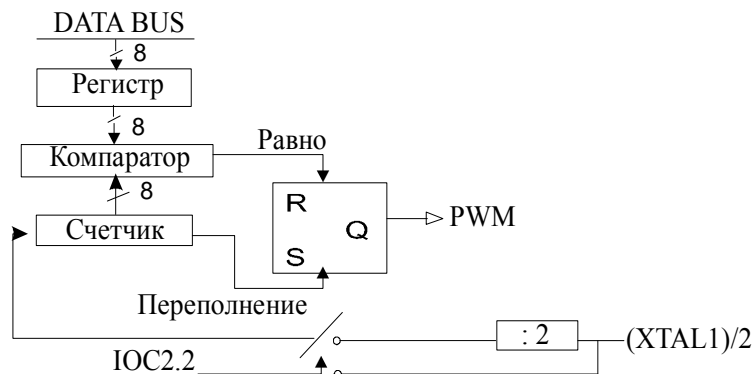 DATA BUS
8
Регистр
8
Равно
Компаратор
8
R
Q
PWM
Счетчик
S
Переполнение
: 2
(XTAL1)/2
IOC2.2